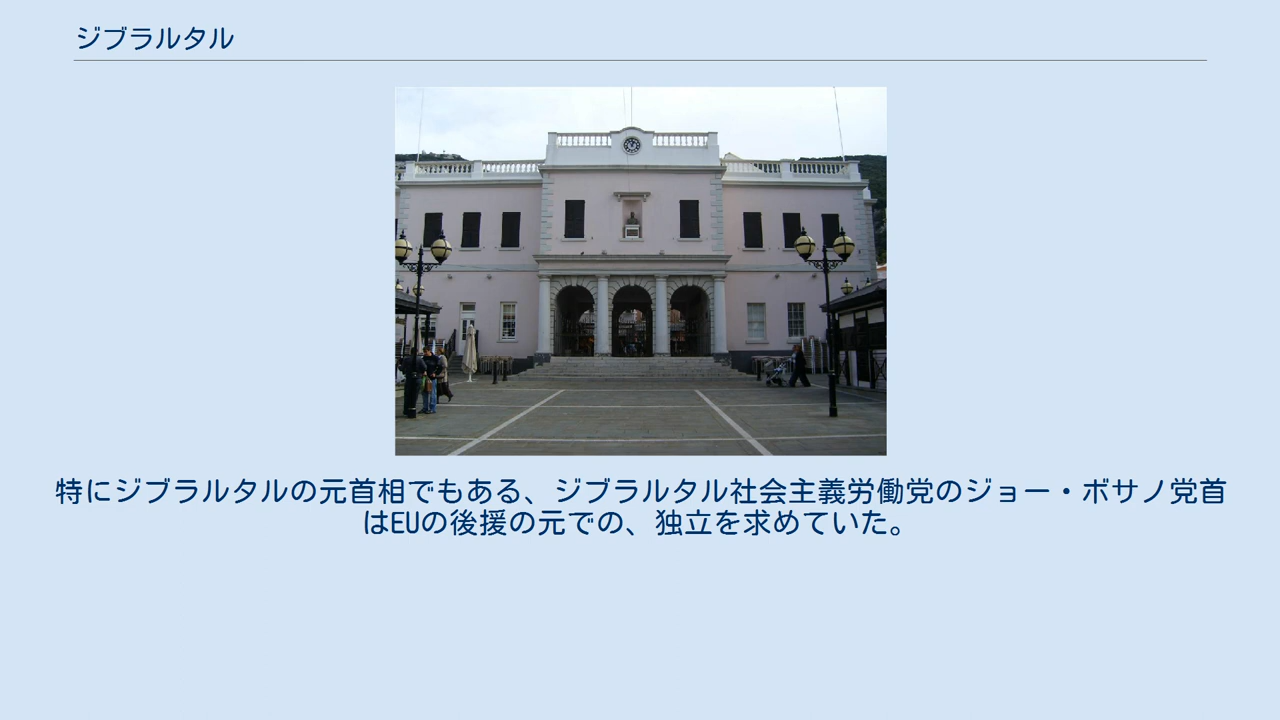 ジブラルタル
特にジブラルタルの元首相でもある、ジブラルタル社会主義労働党のジョー・ボサノ党首
はEUの後援の元での、独立を求めていた。